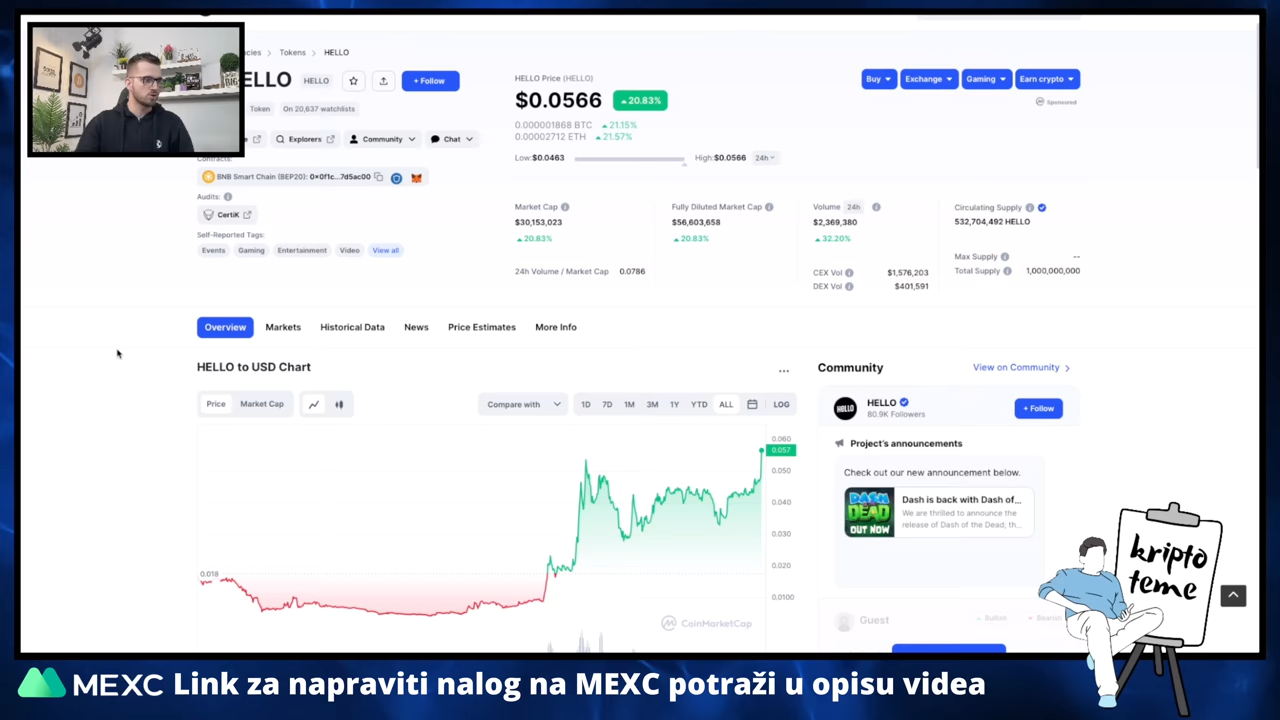 Tokens > HELLO
HELLO
+ Follow
Token
On 20,637 watchlists
Explorers
Community
Chat
Contracts:
BNB Smart Chain (BEP20): 0x0f1c...7d5ac00
Audits:
CertiK
Self-Reported Tags:
Events
Gaming
Entertainment
Video
View all
HELLO Price (HELLO)
$0.0566
20.83%
0.000001868 BTC 21.15%
0.00002712 ETH 21.57%
Low:$0.0463
High:$0.0566
24h
Buy
Exchange
Gaming
Earn crypto
Sponsored
Market Cap
$30,153,023
20.83%
Fully Diluted Market Cap
$56,603,658
20.83%
Volume 24h
$2,369,380
32.20%
Circulating Supply
532,704,492 HELLO
24h Volume / Market Cap 0.0786
CEX Vol $1,576,203
DEX Vol $401,591
Max Supply --
Total Supply 1,000,000,000
Overview
Markets
Historical Data
News
Price Estimates
More Info
HELLO to USD Chart
...
Price
Market Cap
Compare with
1D
7D
1M
3M
1Y
YTD
ALL
LOG
0.060
0.057
0.050
0.040
0.030
0.020
0.0100
0.018
CoinMarketCap
Community
View on Community
HELLO
HELLO
80.9K Followers
+ Follow
Project's announcements
Check out our new announcement below.
DASH
DEAD
OUT NOW
Dash is back with Dash of...
We are thrilled to announce the
release of Dash of the Dead, th...
Guest
Bullish
Bearish
kripto
teme
MEXC Link za napraviti nalog na MEXC potraži u opisu videa